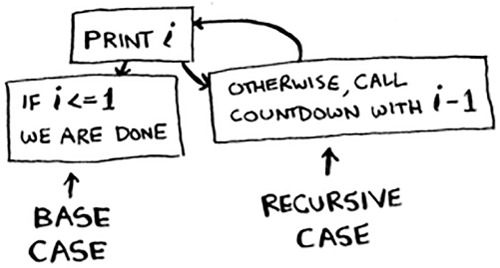 PRINT i
IF i<=1
WE ARE DONE
OTHERWISE, CALL
COUNTDOWN WITH i-1
BASE
CASE
RECURSIVE
CASE